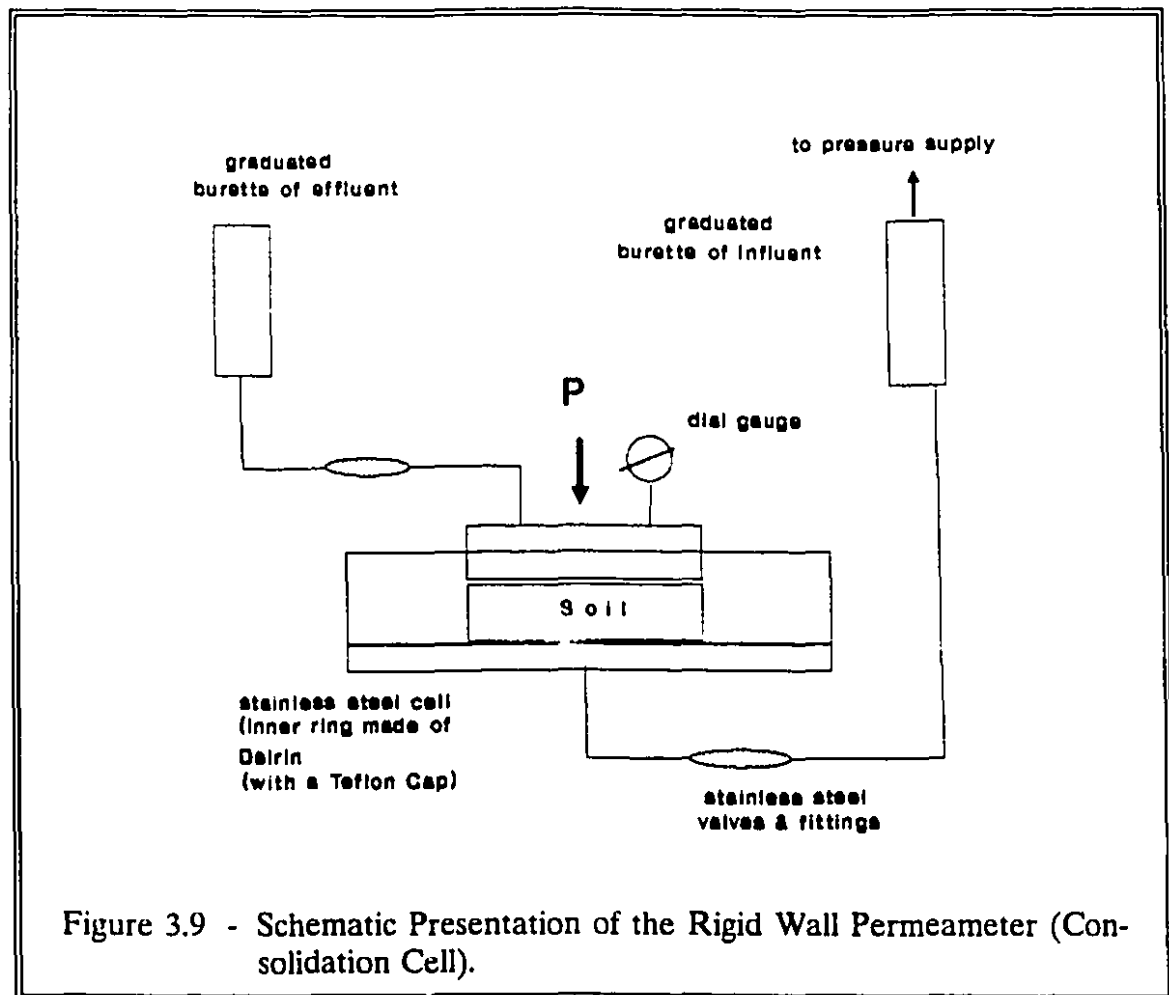 to pressure supply
graduated
burette of effluent
graduated
burette of influent
P
dial gauge
Soil
stainless steel cell
(inner ring made of
Delrin
(with a Teflon Cap)
stainless steel
valves & fittings
Figure 3.9 - Schematic Presentation of the Rigid Wall Permeameter (Con-
solidation Cell).